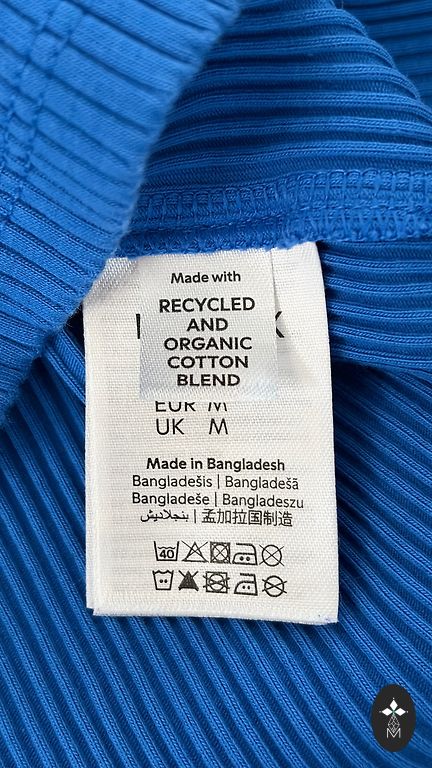 Made with
RECYCLED
AND
ORGANIC
COTTON
BLEND
EUR M
UK M
Made in Bangladesh
Bangladešis | Bangladešā
Bangladeše | Bangladeszu
بنجلاديش | 孟加拉国制造
40